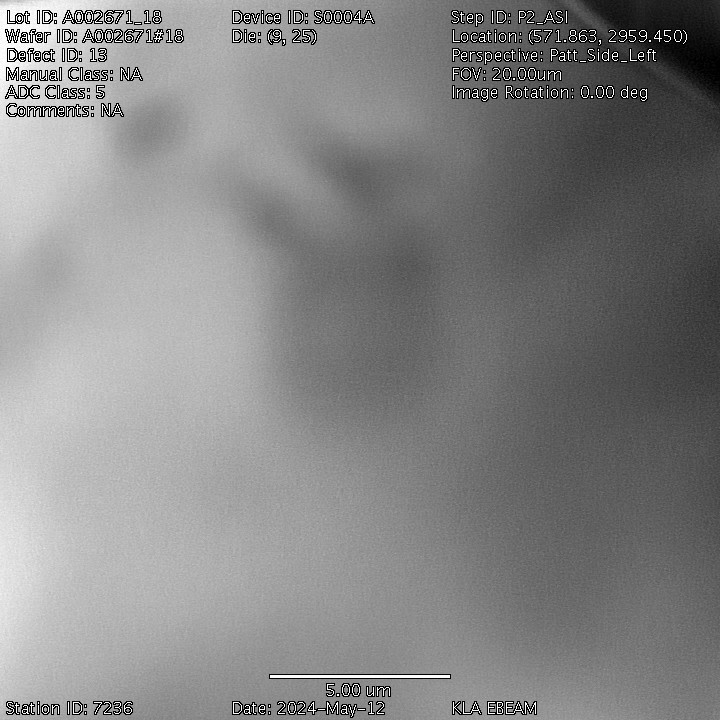 Lot ID: A002671_18
Wafer ID: A002671#18
Defect ID: 13
Manual Class: NA
ADC Class: 5
Comments: NA
Device ID: S0004A
Die: (9, 25)
Step ID: P2_ASI
Location: (571.863, 2959.450)
Perspective: Patt_Side_Left
FOV: 20.00um
Image Rotation: 0.00 deg
5.00 um
Station ID: 7236
Date: 2024-May-12
KLA EBEAM